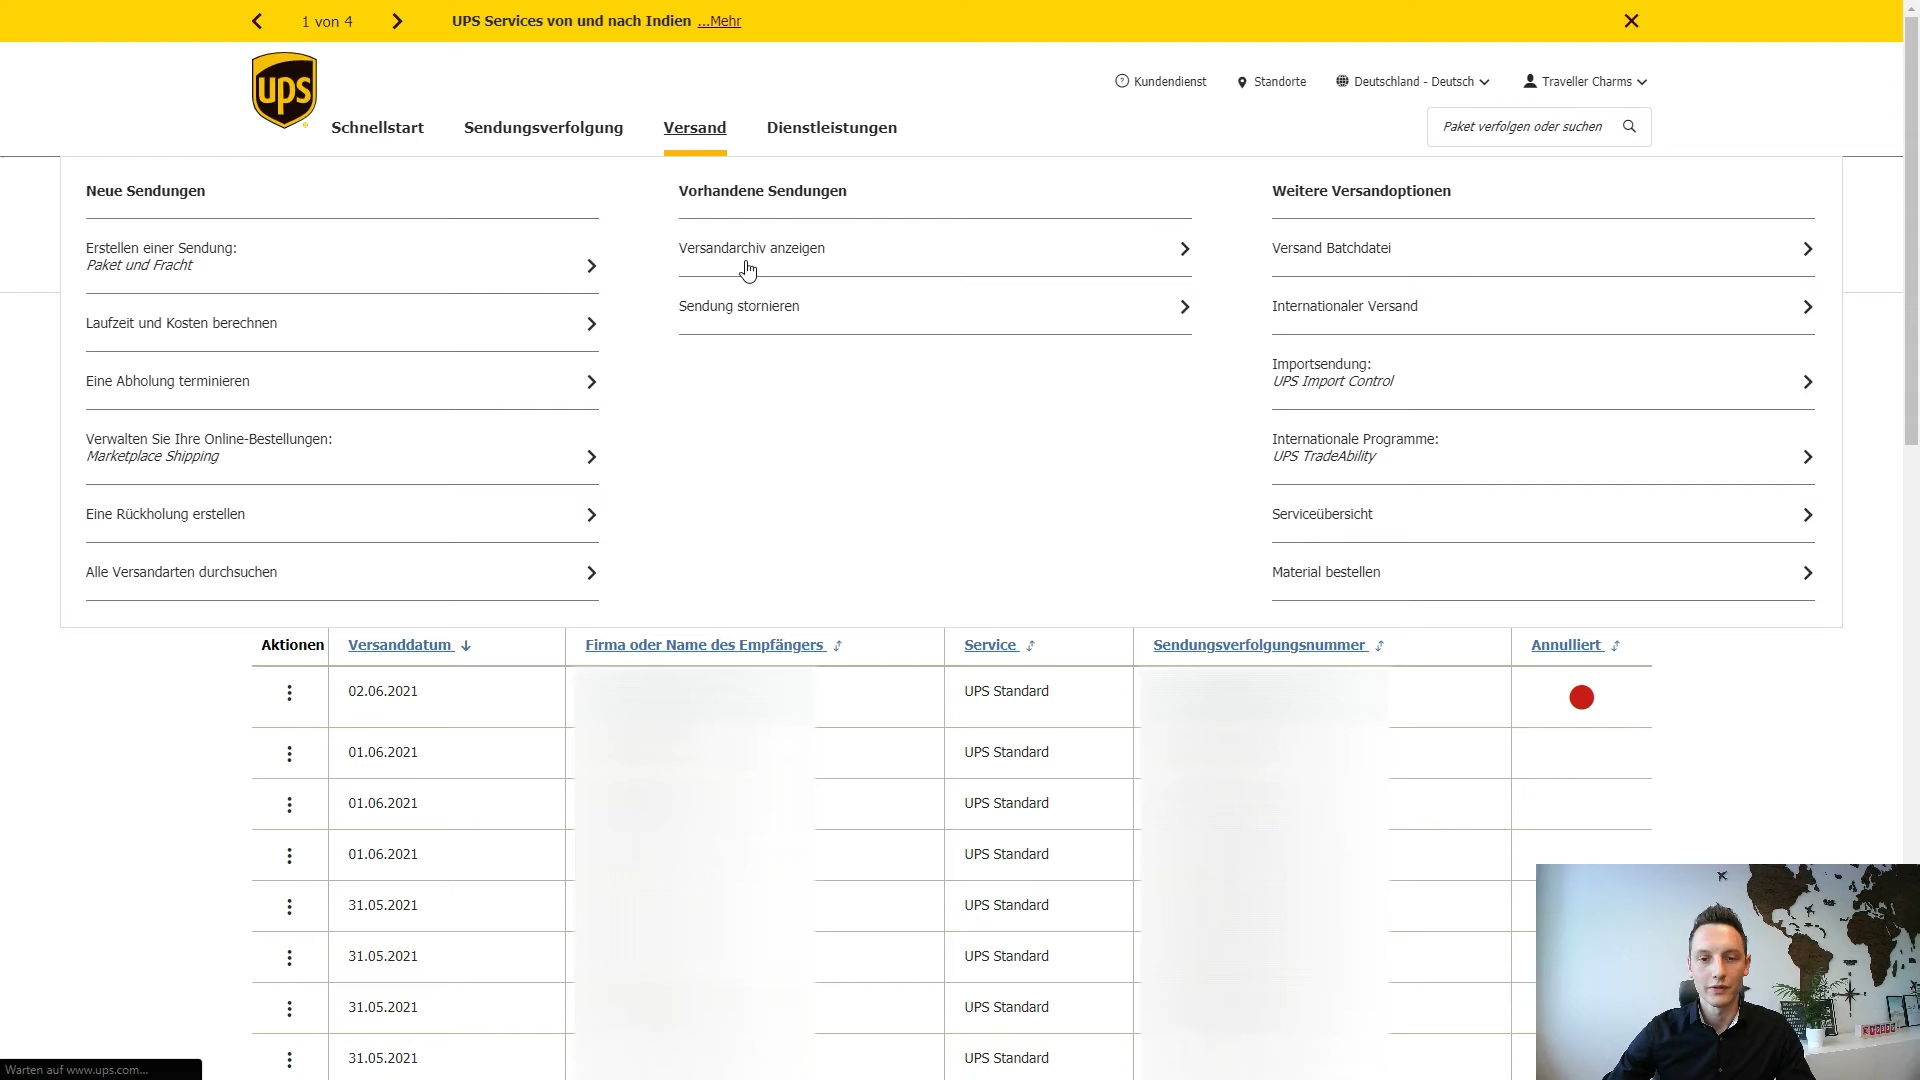 1 von 4
UPS Services von und nach Indien ...Mehr
ups
Kundendienst
Standorte
Deutschland - Deutsch
Traveller Charms
Schnellstart
Sendungsverfolgung
Versand
Dienstleistungen
Paket verfolgen oder suchen
Neue Sendungen
Erstellen einer Sendung:
Paket und Fracht
Laufzeit und Kosten berechnen
Eine Abholung terminieren
Verwalten Sie Ihre Online-Bestellungen:
Marketplace Shipping
Eine Rückholung erstellen
Alle Versandarten durchsuchen
Vorhandene Sendungen
Versandarchiv anzeigen
Sendung stornieren
Weitere Versandoptionen
Versand Batchdatei
Internationaler Versand
Importsendung:
UPS Import Control
Internationale Programme:
UPS TradeAbility
Serviceübersicht
Material bestellen
Aktionen Versanddatum Firma oder Name des Empfängers Service Sendungsverfolgungsnummer Annulliert
02.06.2021 UPS Standard
01.06.2021 UPS Standard
01.06.2021 UPS Standard
01.06.2021 UPS Standard
31.05.2021 UPS Standard
31.05.2021 UPS Standard
31.05.2021 UPS Standard
31.05.2021 UPS Standard
Warten auf www.ups.com...